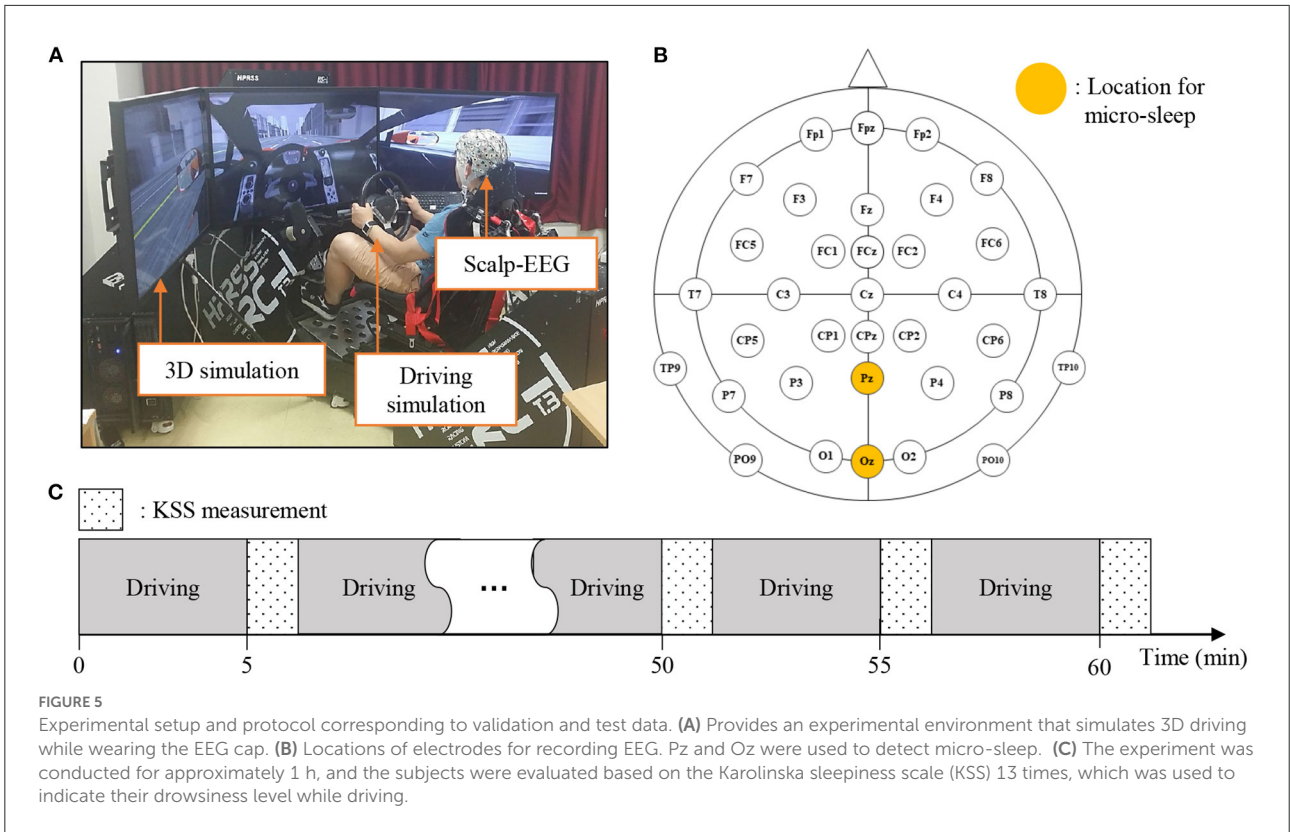 A
HPRSS
Scalp-EEG
3D simulation
Driving
simulation
B
: Location for
micro-sleep
Fp1 Fpz Fp2
F7 F8
F3 Fz F4
FC5 FC1 FCz FC2 FC6
T7 C3 Cz C4 T8
CP5 CP1 CPz CP2 CP6
TP9 TP10
P7 P3 Pz P4 P8
PO9 O1 Oz O2 PO10
C
: KSS measurement
Driving Driving ... Driving Driving Driving
0 5 50 55 60 Time (min)
FIGURE 5
Experimental setup and protocol corresponding to validation and test data. (A) Provides an experimental environment that simulates 3D driving
while wearing the EEG cap. (B) Locations of electrodes for recording EEG. Pz and Oz were used to detect micro-sleep. (C) The experiment was
conducted for approximately 1 h, and the subjects were evaluated based on the Karolinska sleepiness scale (KSS) 13 times, which was used to
indicate their drowsiness level while driving.